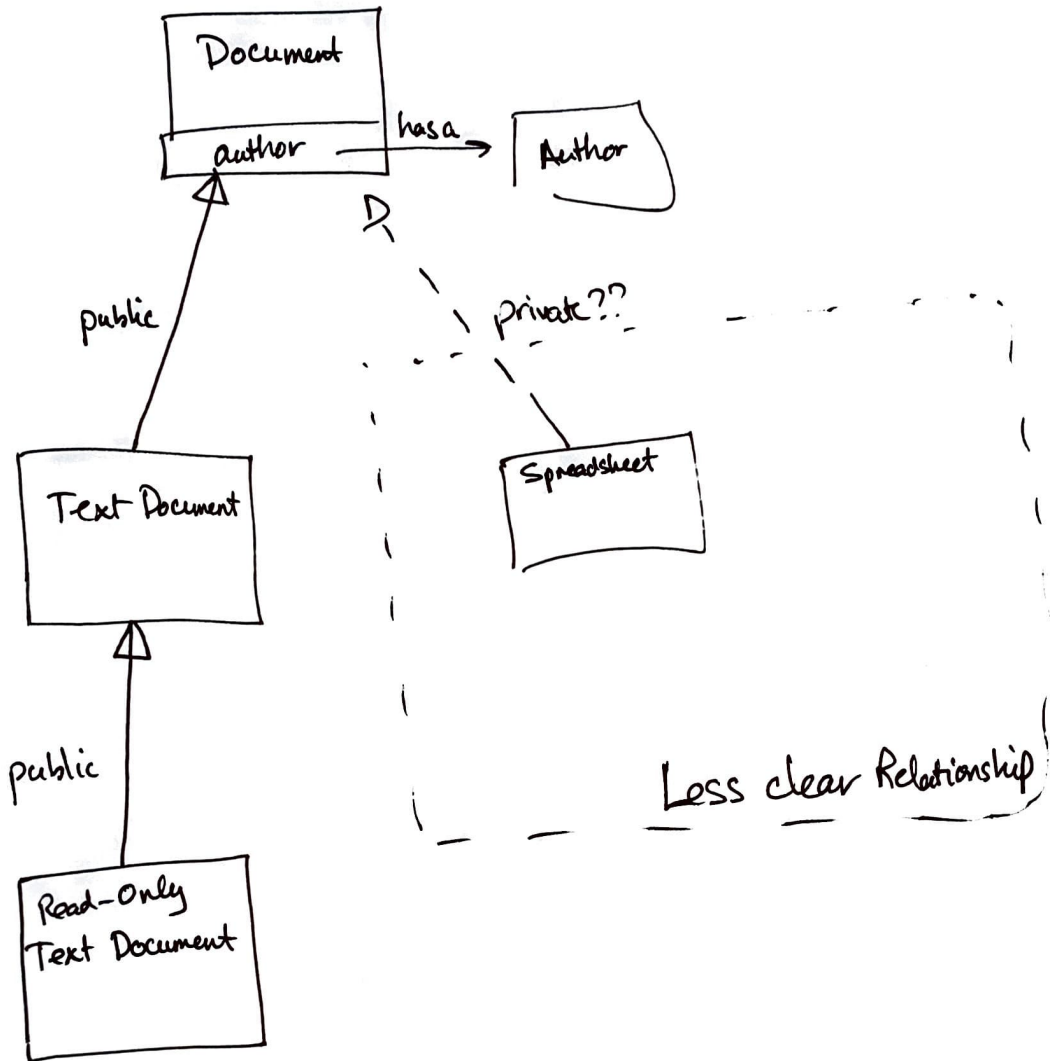 Document
author
has a
Author
public
private??
Text Document
Spreadsheet
public
Less clear Relationship
Read-Only
Text Document